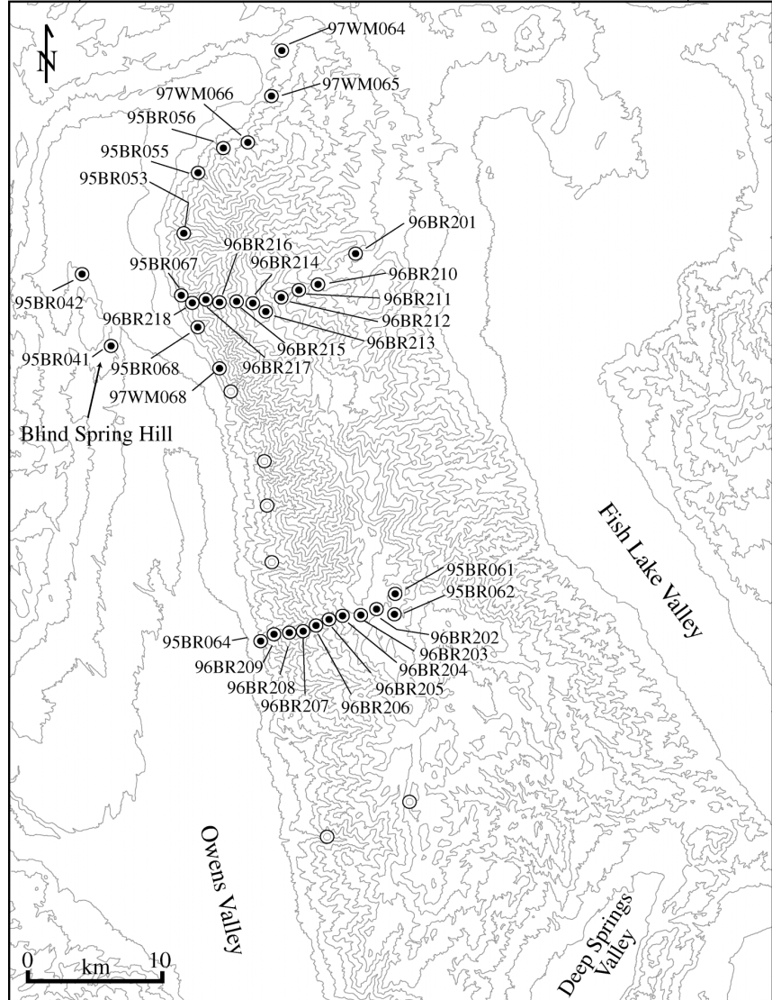 97WM064
N
97WM065
97WM066
95BR056
95BR055
95BR053
96BR201
96BR216
96BR214
95BR067
96BR210
95BR042
96BR211
96BR218
96BR212
96BR213
96BR215
95BR041
95BR068
96BR217
97WM068
Blind Spring Hill
Fish Lake Valley
95BR061
95BR062
95BR064
96BR202
96BR203
96BR209
96BR204
96BR208
96BR205
96BR207
96BR206
Owens Valley
Deep Springs
Valley
0 km 10